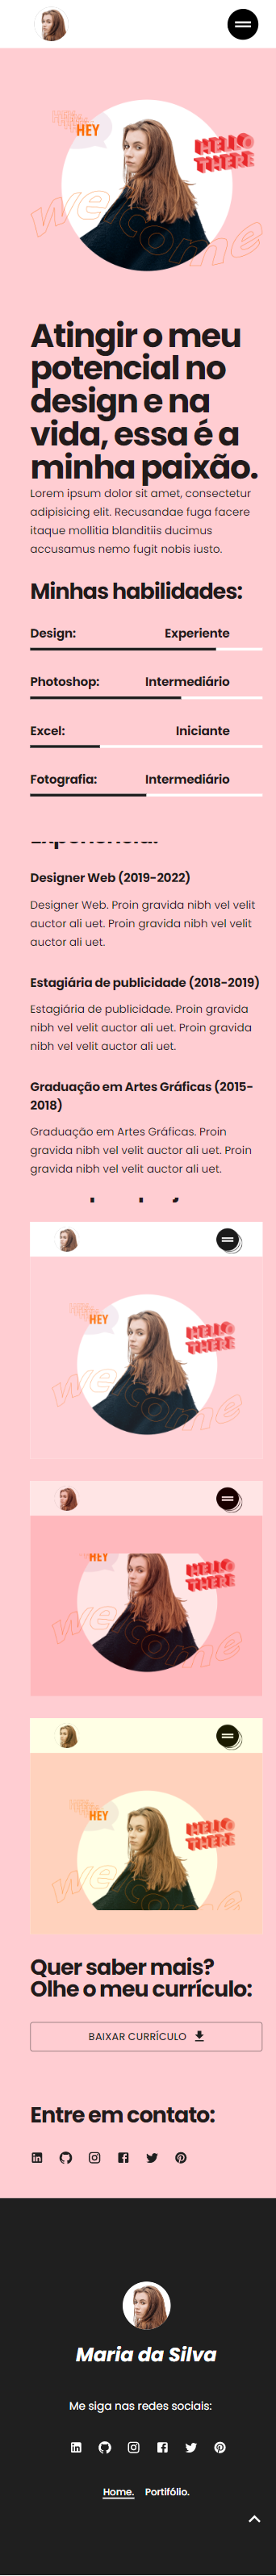 HEY
HELLO
THERE
welcome
Atingir o meu
potencial no
design e na
vida, essa é a
minha paixão.
Lorem ipsum dolor sit amet, consectetur
adipisicing elit. Recusandae fuga facere
itaque mollitia blanditiis ducimus
accusamus nemo fugit nobis iusto.
Minhas habilidades:
Design: Experiente
Photoshop: Intermediário
Excel: Iniciante
Fotografia: Intermediário
Designer Web (2019-2022)
Designer Web. Proin gravida nibh vel velit
auctor ali uet. Proin gravida nibh vel velit
auctor ali uet.
Estagiária de publicidade (2018-2019)
Estagiária de publicidade. Proin gravida
nibh vel velit auctor ali uet. Proin gravida
nibh vel velit auctor ali uet.
Graduação em Artes Gráficas (2015-
2018)
Graduação em Artes Gráficas. Proin
gravida nibh vel velit auctor ali uet. Proin
gravida nibh vel velit auctor ali uet.
HEY
HELLO
THERE
welcome
HEY
HELLO
THERE
welcome
HEY
HELLO
THERE
welcome
Quer saber mais?
Olhe o meu currículo:
BAIXAR CURRÍCULO
Entre em contato:
Maria da Silva
Me siga nas redes sociais:
Home. Portifólio.